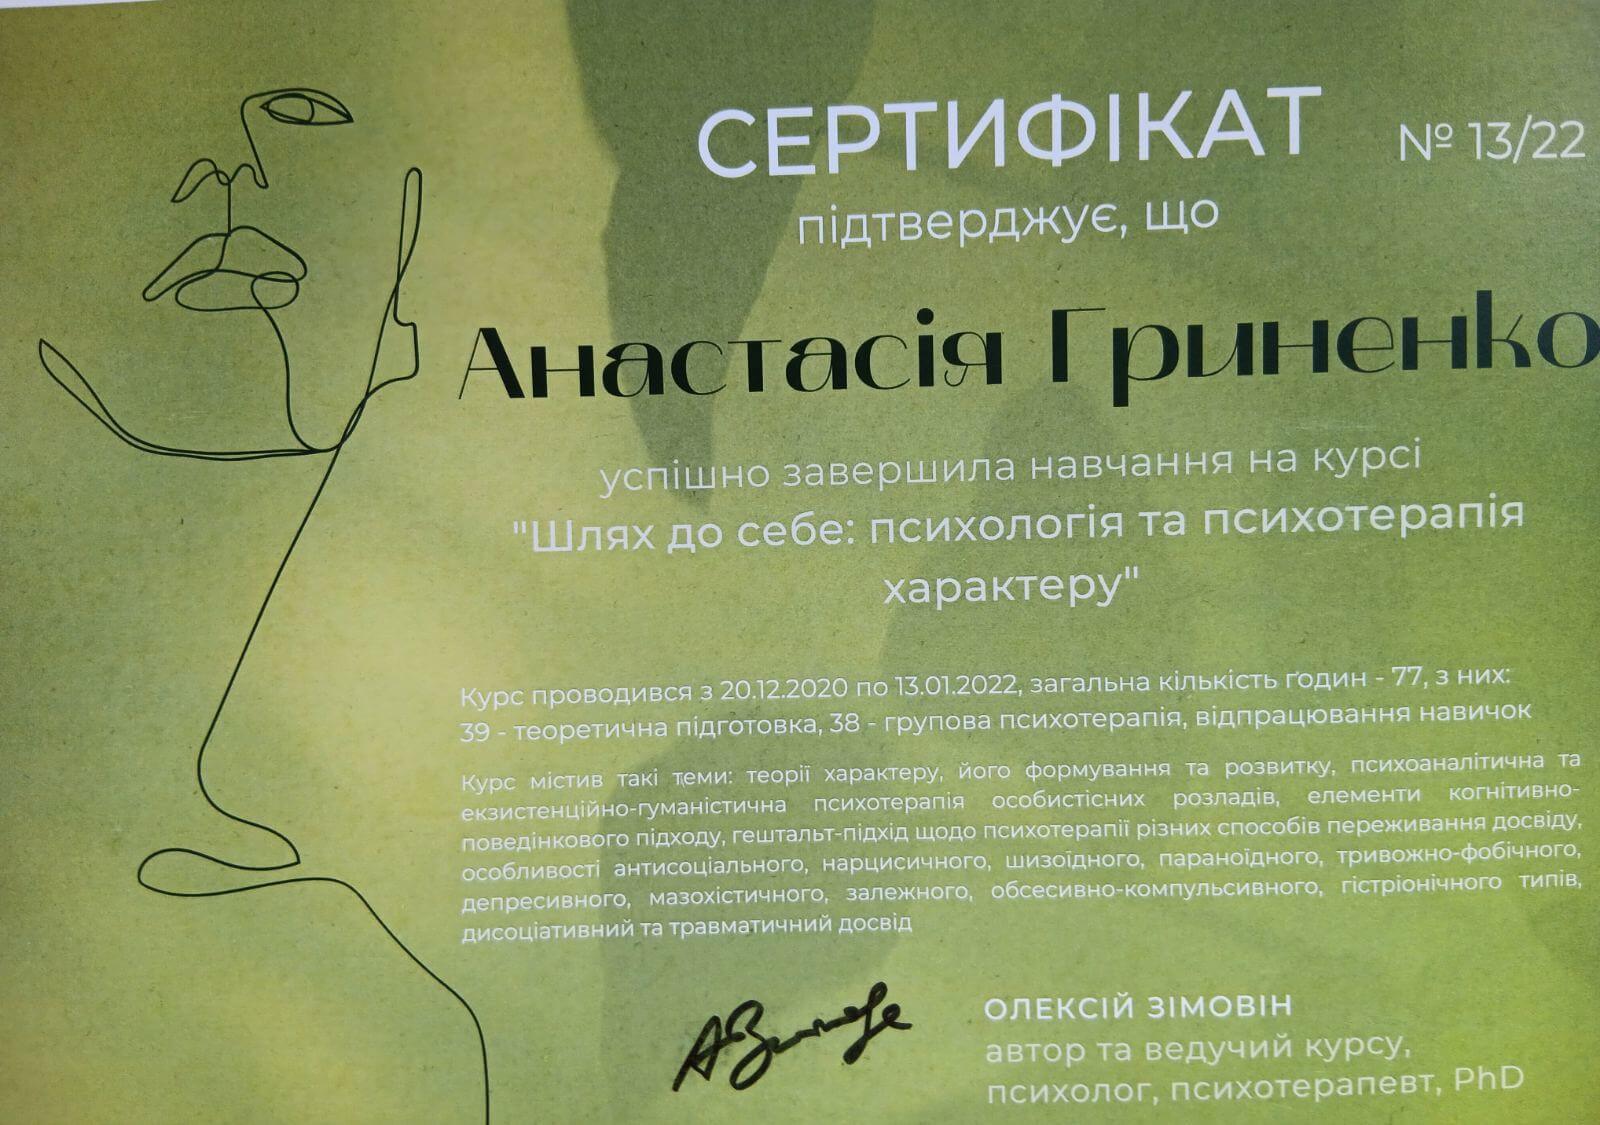 СЕРТИФІКАТ № 13/22
підтверджує, що
Анастасія Гриненко
успішно завершила навчання на курсі
"Шлях до себе: психологія та психотерапія
характеру"
Курс проводився з 20.12.2020 по 13.01.2022, загальна кількість годин - 77, з них:
39 - теоретична підготовка, 38 - групова психотерапія, відпрацювання навичок
Курс містив такі теми: теорії характеру, його формування та розвитку, психоаналітична та
екзистенційно-гуманістична психотерапія особистісних розладів, елементи когнітивно-
поведінкового підходу, гештальт-підхід щодо психотерапії різних способів переживання досвіду,
особливості антисоціального, нарцисичного, шизоїдного, параноїдного, тривожно-фобічного,
депресивного, мазохістичного, залежного, обсесивно-компульсивного, гістріонічного типів,
дисоціативний та травматичний досвід
ОЛЕКСІЙ ЗІМОВІН
автор та ведучий курсу,
психолог, психотерапевт, PhD